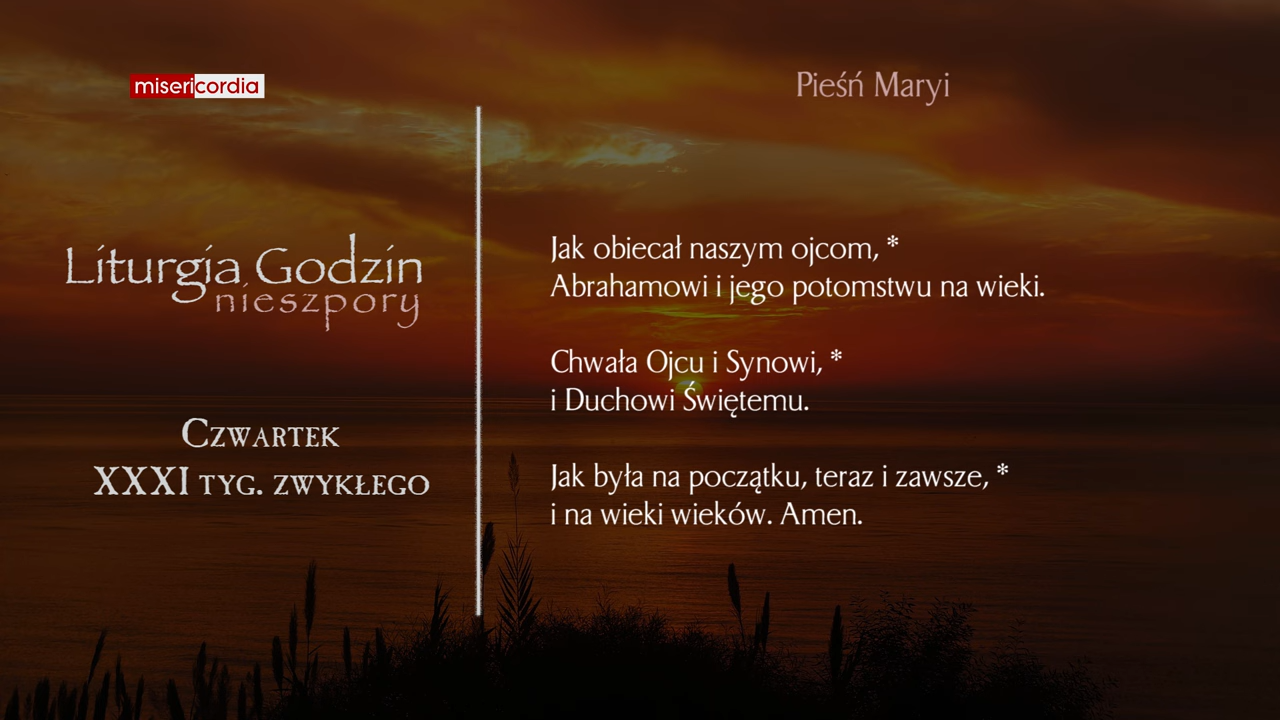 misericordia
Liturgia Godzin
nieszpory
Czwartek
XXXI tyg. zwykłego
Pieśń Maryi
Jak obiecał naszym ojcom, *
Abrahamowi i jego potomstwu na wieki.
Chwała Ojcu i Synowi, *
i Duchowi Świętemu.
Jak była na początku, teraz i zawsze, *
i na wieki wieków. Amen.